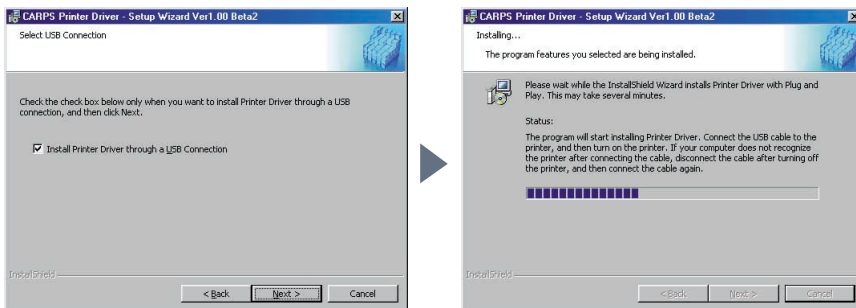 CARPS Printer Driver - Setup Wizard Ver1.00 Beta2
Select USB Connection
Check the check box below only when you want to install Printer Driver through a USB
connection, and then click Next.
Install Printer Driver through a USB Connection
InstallShield
< Back
Next >
Cancel
CARPS Printer Driver - Setup Wizard Ver1.00 Beta2
Installing...
The program features you selected are being installed.
Please wait while the InstallShield Wizard installs Printer Driver with Plug and
Play. This may take several minutes.
Status:
The program will start installing Printer Driver. Connect the USB cable to the
printer, and then turn on the printer. If your computer does not recognize
the printer after connecting the cable, disconnect the cable after turning off
the printer, and then connect the cable again.
InstallShield
< Back
Next >
Cancel